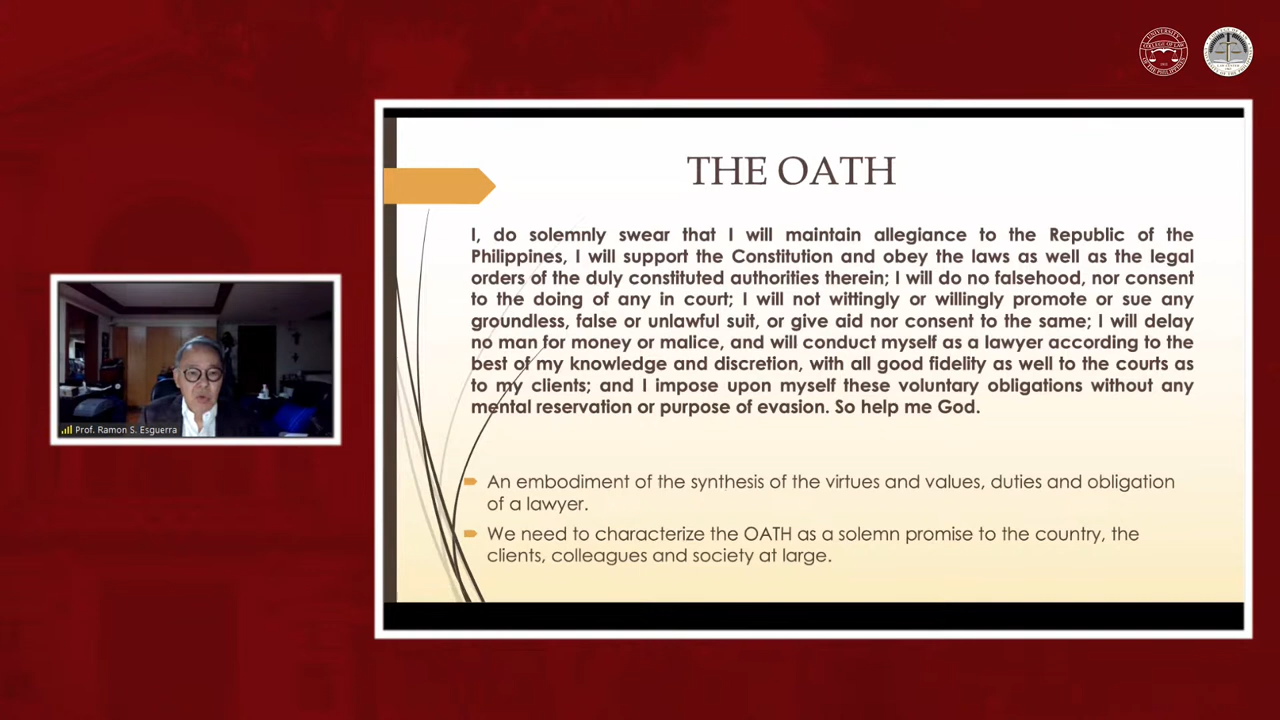 UNIVERSITY
COLLEGE OF LAW
OF THE PHILIPPINES
THE OATH
I, do solemnly swear that I will maintain allegiance to the Republic of the
Philippines, I will support the Constitution and obey the laws as well as the legal
orders of the duly constituted authorities therein; I will do no falsehood, nor consent
to the doing of any in court; I will not wittingly or willingly promote or sue any
groundless, false or unlawful suit, or give aid nor consent to the same; I will delay
no man for money or malice, and will conduct myself as a lawyer according to the
best of my knowledge and discretion, with all good fidelity as well to the courts as
to my clients; and I impose upon myself these voluntary obligations without any
mental reservation or purpose of evasion. So help me God.
An embodiment of the synthesis of the virtues and values, duties and obligation
of a lawyer.
We need to characterize the OATH as a solemn promise to the country, the
clients, colleagues and society at large.
Prof. Ramon S. Esguerra